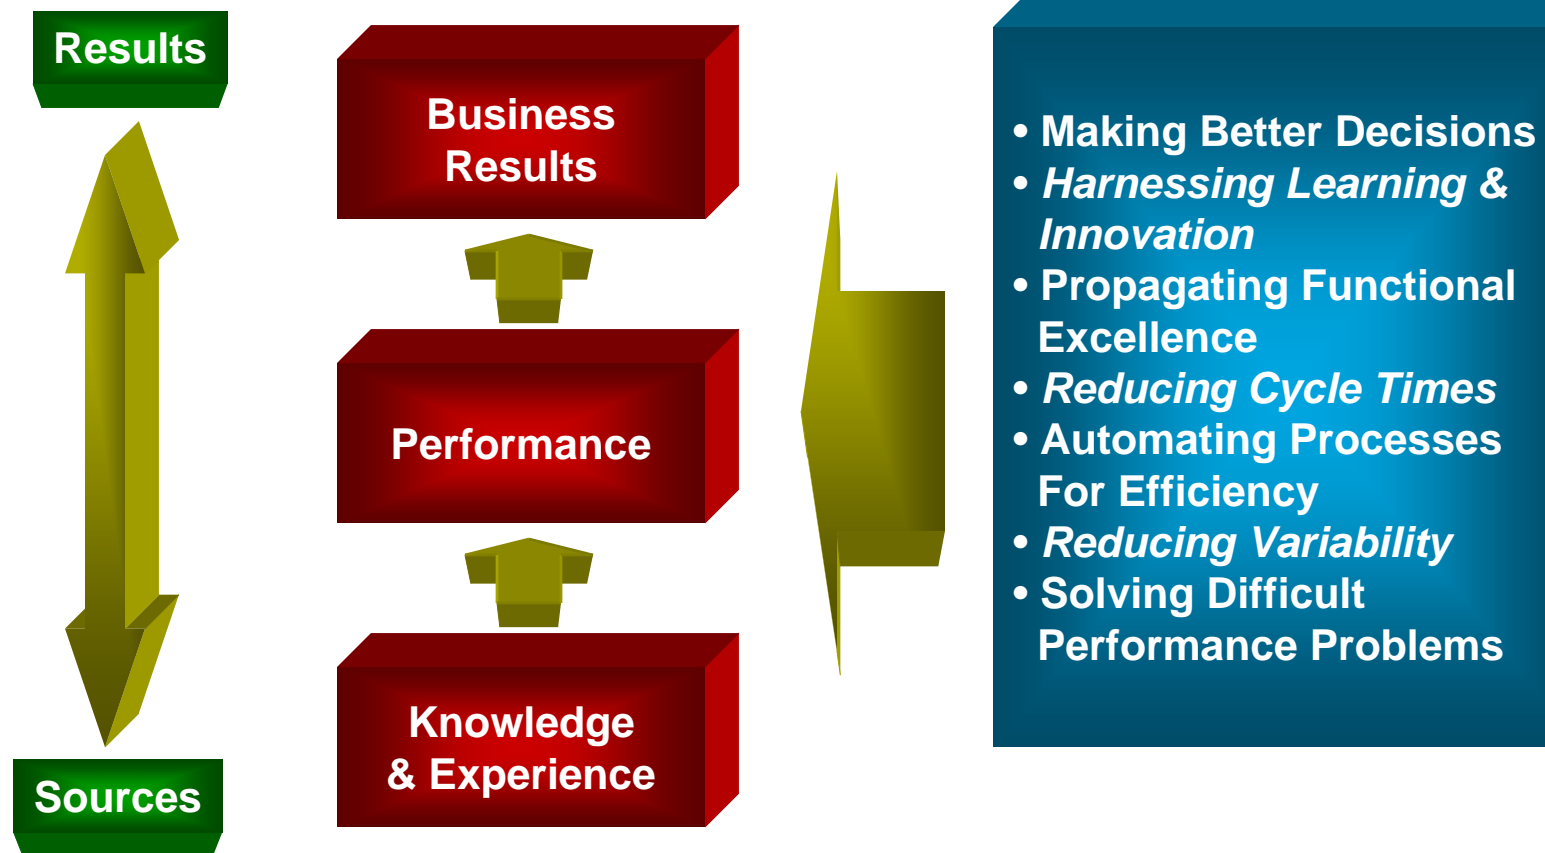 Results
Business
Results
Performance
Knowledge
& Experience
Sources
• Making Better Decisions
• Harnessing Learning &
Innovation
• Propagating Functional
Excellence
• Reducing Cycle Times
• Automating Processes
For Efficiency
• Reducing Variability
• Solving Difficult
Performance Problems